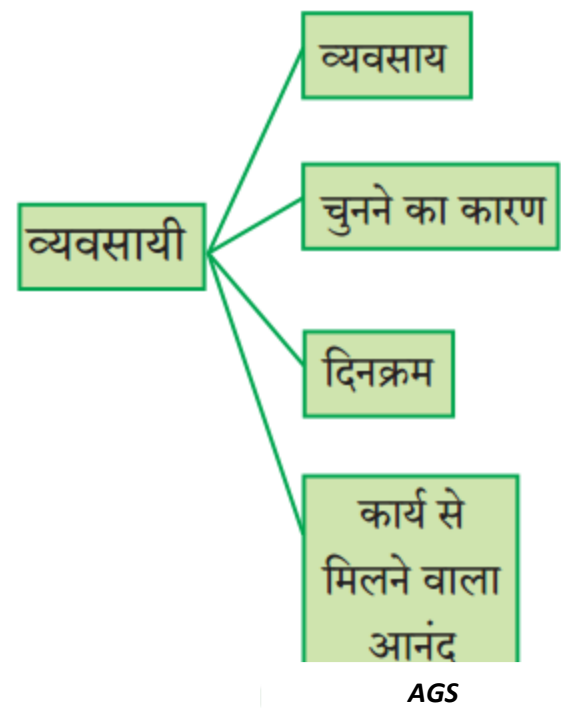 व्यवसाय
चुनने का कारण
व्यवसायी
दिनक्रम
कार्य से
मिलने वाला
आनंद
AGS